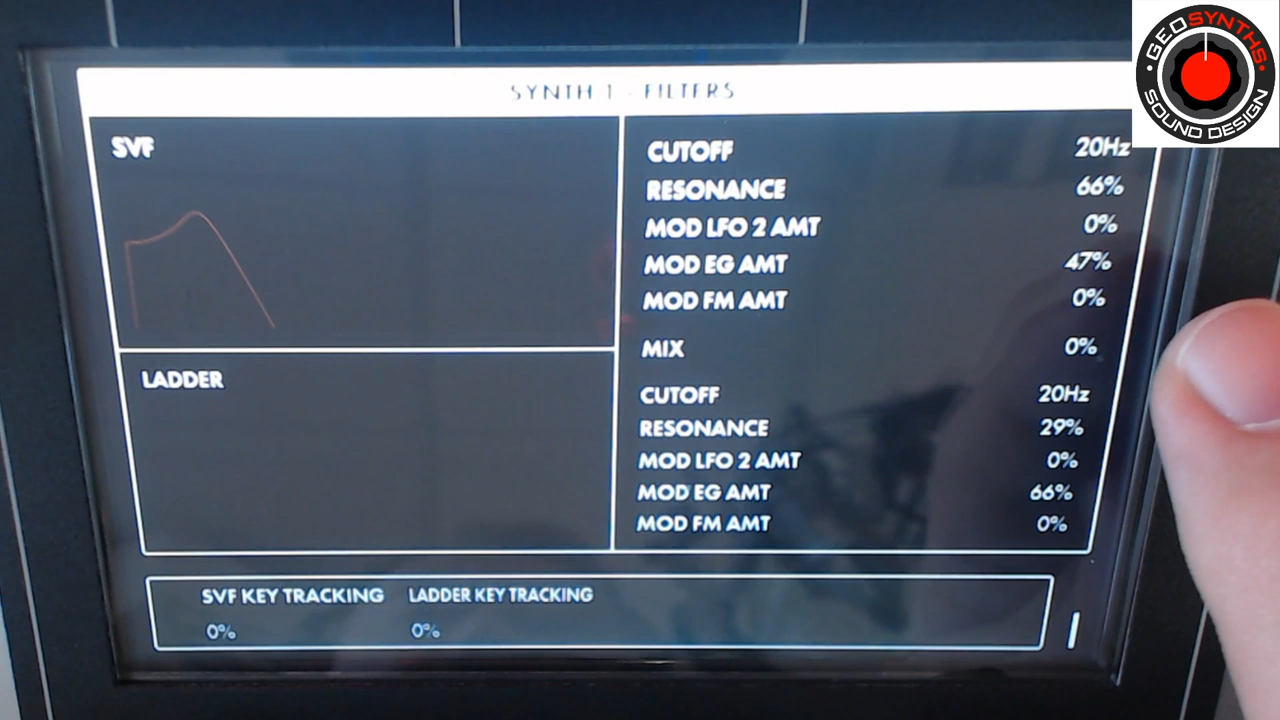 GEOSYNTHS
SOUND DESIGN
SYNTH 1 - FILTERS
SVF
CUTOFF 20Hz
RESONANCE 66%
MOD LFO 2 AMT 0%
MOD EG AMT 47%
MOD FM AMT 0%
MIX 0%
LADDER
CUTOFF 20Hz
RESONANCE 29%
MOD LFO 2 AMT 0%
MOD EG AMT 66%
MOD FM AMT 0%
SVF KEY TRACKING LADDER KEY TRACKING
0% 0%